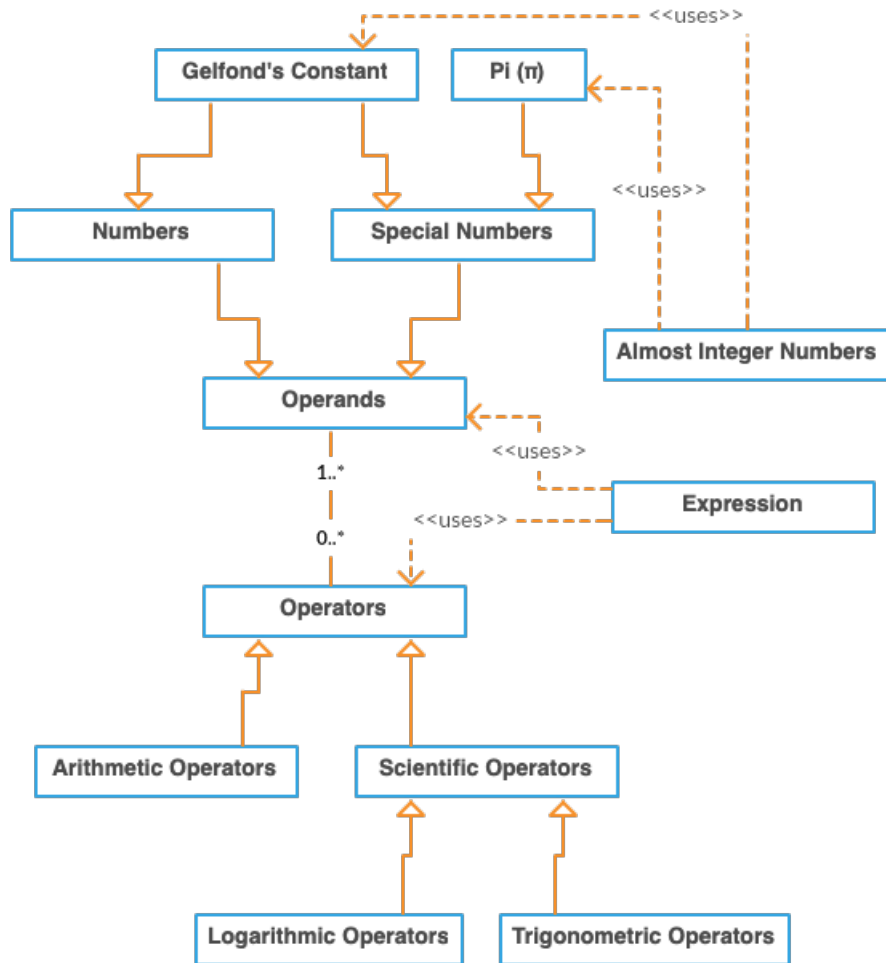 <<uses>>
Gelfond's Constant
Pi (π)
<<uses>>
Numbers
Special Numbers
Almost Integer Numbers
Operands
<<uses>>
1..*
Expression
<<uses>>
0..*
Operators
Arithmetic Operators
Scientific Operators
Logarithmic Operators
Trigonometric Operators